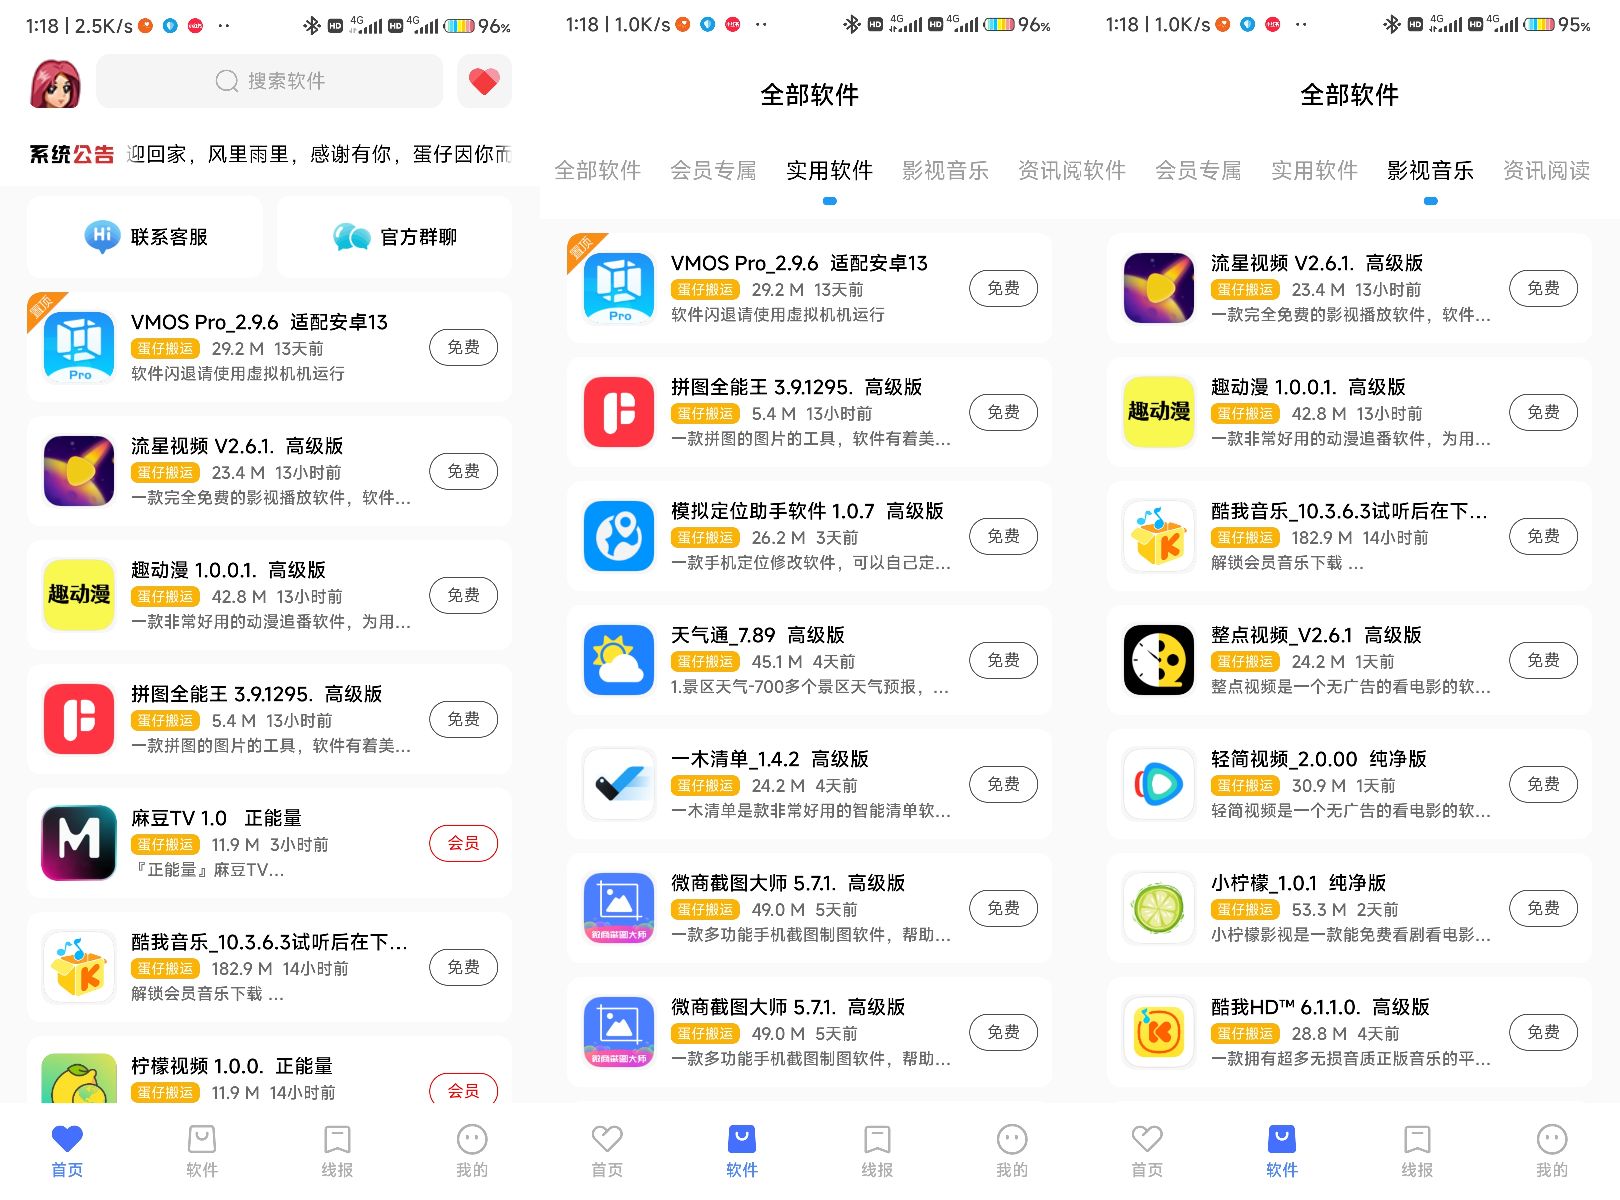 1:18 | 2.5K/s
HD 4G HD 4G 96%
搜索软件
系统公告 迎回家，风里雨里，感谢有你，蛋仔因你而
Hi 联系客服
官方群聊
置顶
Pro
VMOS Pro_2.9.6 适配安卓13
蛋仔搬运 29.2 M 13天前
软件闪退请使用虚拟机机运行
免费
流星视频 V2.6.1. 高级版
蛋仔搬运 23.4 M 13小时前
一款完全免费的影视播放软件，软件...
免费
趣动漫
趣动漫 1.0.0.1. 高级版
蛋仔搬运 42.8 M 13小时前
一款非常好用的动漫追番软件，为用...
免费
拼图全能王 3.9.1295. 高级版
蛋仔搬运 5.4 M 13小时前
一款拼图的图片的工具，软件有着美...
免费
M
麻豆TV 1.0 正能量
蛋仔搬运 11.9 M 3小时前
『正能量』麻豆TV...
会员
K
酷我音乐_10.3.6.3试听后在下...
蛋仔搬运 182.9 M 14小时前
解锁会员音乐下载 ...
免费
柠檬视频 1.0.0. 正能量
蛋仔搬运 11.9 M 14小时前
会员
首页
软件
线报
我的
1:18 | 1.0K/s
HD 4G HD 4G 96%
全部软件
全部软件 会员专属 实用软件 影视音乐 资讯阅
置顶
Pro
VMOS Pro_2.9.6 适配安卓13
蛋仔搬运 29.2 M 13天前
软件闪退请使用虚拟机机运行
免费
拼图全能王 3.9.1295. 高级版
蛋仔搬运 5.4 M 13小时前
一款拼图的图片的工具，软件有着美...
免费
模拟定位助手软件 1.0.7 高级版
蛋仔搬运 26.2 M 3天前
一款手机定位修改软件，可以自己定...
免费
天气通_7.89 高级版
蛋仔搬运 45.1 M 4天前
1.景区天气-700多个景区天气预报，...
免费
一木清单_1.4.2 高级版
蛋仔搬运 24.2 M 4天前
一木清单是款非常好用的智能清单软...
免费
微商截图大师
微商截图大师 5.7.1. 高级版
蛋仔搬运 49.0 M 5天前
一款多功能手机截图制图软件，帮助...
免费
微商截图大师
微商截图大师 5.7.1. 高级版
蛋仔搬运 49.0 M 5天前
一款多功能手机截图制图软件，帮助...
免费
首页
软件
线报
我的
1:18 | 1.0K/s
HD 4G HD 4G 95%
全部软件
软件 会员专属 实用软件 影视音乐 资讯阅读
流星视频 V2.6.1. 高级版
蛋仔搬运 23.4 M 13小时前
一款完全免费的影视播放软件，软件...
免费
趣动漫
趣动漫 1.0.0.1. 高级版
蛋仔搬运 42.8 M 13小时前
一款非常好用的动漫追番软件，为用...
免费
K
酷我音乐_10.3.6.3试听后在下...
蛋仔搬运 182.9 M 14小时前
解锁会员音乐下载 ...
免费
整点视频_V2.6.1 高级版
蛋仔搬运 24.2 M 1天前
整点视频是一个无广告的看电影的软...
免费
轻简视频_2.0.00 纯净版
蛋仔搬运 30.9 M 1天前
轻简视频是一个无广告的看电影的软...
免费
小柠檬_1.0.1 纯净版
蛋仔搬运 53.3 M 2天前
小柠檬影视是一款能免费看剧看电影...
免费
K
酷我HD™ 6.1.1.0. 高级版
蛋仔搬运 28.8 M 4天前
一款拥有超多无损音质正版音乐的平...
免费
首页
软件
线报
我的